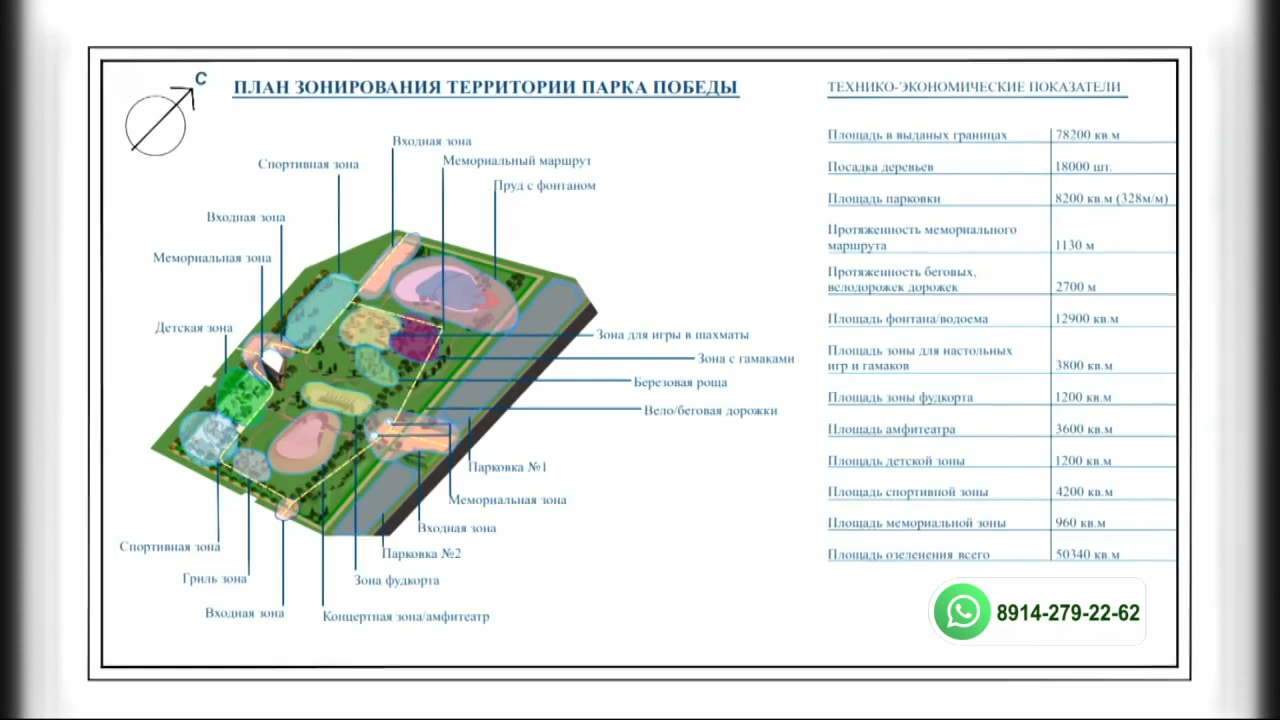 С
ПЛАН ЗОНИРОВАНИЯ ТЕРРИТОРИИ ПАРКА ПОБЕДЫ
Входная зона
Спортивная зона
Мемориальный маршрут
Пруд с фонтаном
Входная зона
Мемориальная зона
Детская зона
Зона для игры в шахматы
Зона с гамаками
Березовая роща
Вело/беговая дорожки
Парковка №1
Мемориальная зона
Входная зона
Парковка №2
Спортивная зона
Гриль зона
Зона фудкорта
Входная зона
Концертная зона/амфитеатр
ТЕХНИКО-ЭКОНОМИЧЕСКИЕ ПОКАЗАТЕЛИ
Площадь в выданых границах 78200 кв.м
Посадка деревьев 18000 шт.
Площадь парковки 8200 кв.м (328м/м)
Протяженность мемориального
маршрута 1130 м
Протяженность беговых,
велодорожек дорожек 2700 м
Площадь фонтана/водоема 12900 кв.м
Площадь зоны для настольных
игр и гамаков 3800 кв.м
Площадь зоны фудкорта 1200 кв.м
Площадь амфитеатра 3600 кв.м
Площадь детской зоны 1200 кв.м
Площадь спортивной зоны 4200 кв.м
Площадь мемориальной зоны 960 кв.м
Площадь озеленения всего 50340 кв.м
8914-279-22-62